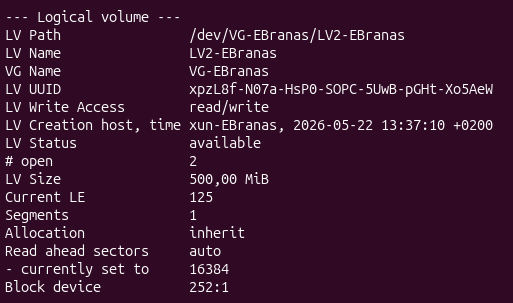 --- Logical volume ---
LV Path                /dev/VG-EBranas/LV2-EBranas
LV Name                LV2-EBranas
VG Name                VG-EBranas
LV UUID                xpzL8f-N07a-HsP0-SOPC-5UwB-pGHt-Xo5AeW
LV Write Access        read/write
LV Creation host, time xun-EBranas, 2026-05-22 13:37:10 +0200
LV Status              available
# open                 2
LV Size                500,00 MiB
Current LE             125
Segments               1
Allocation             inherit
Read ahead sectors     auto
- currently set to     16384
Block device           252:1